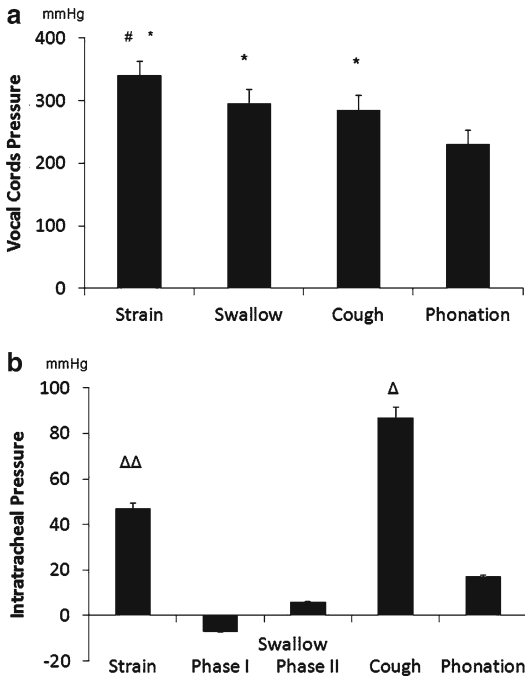 a
mmHg
Vocal Cords Pressure
400
# *
*
*
300
200
100
0
Strain Swallow Cough Phonation
b
mmHg
Intratracheal Pressure
100
Δ
80
ΔΔ
60
40
20
0
-20
Swallow
Strain Phase I Phase II Cough Phonation